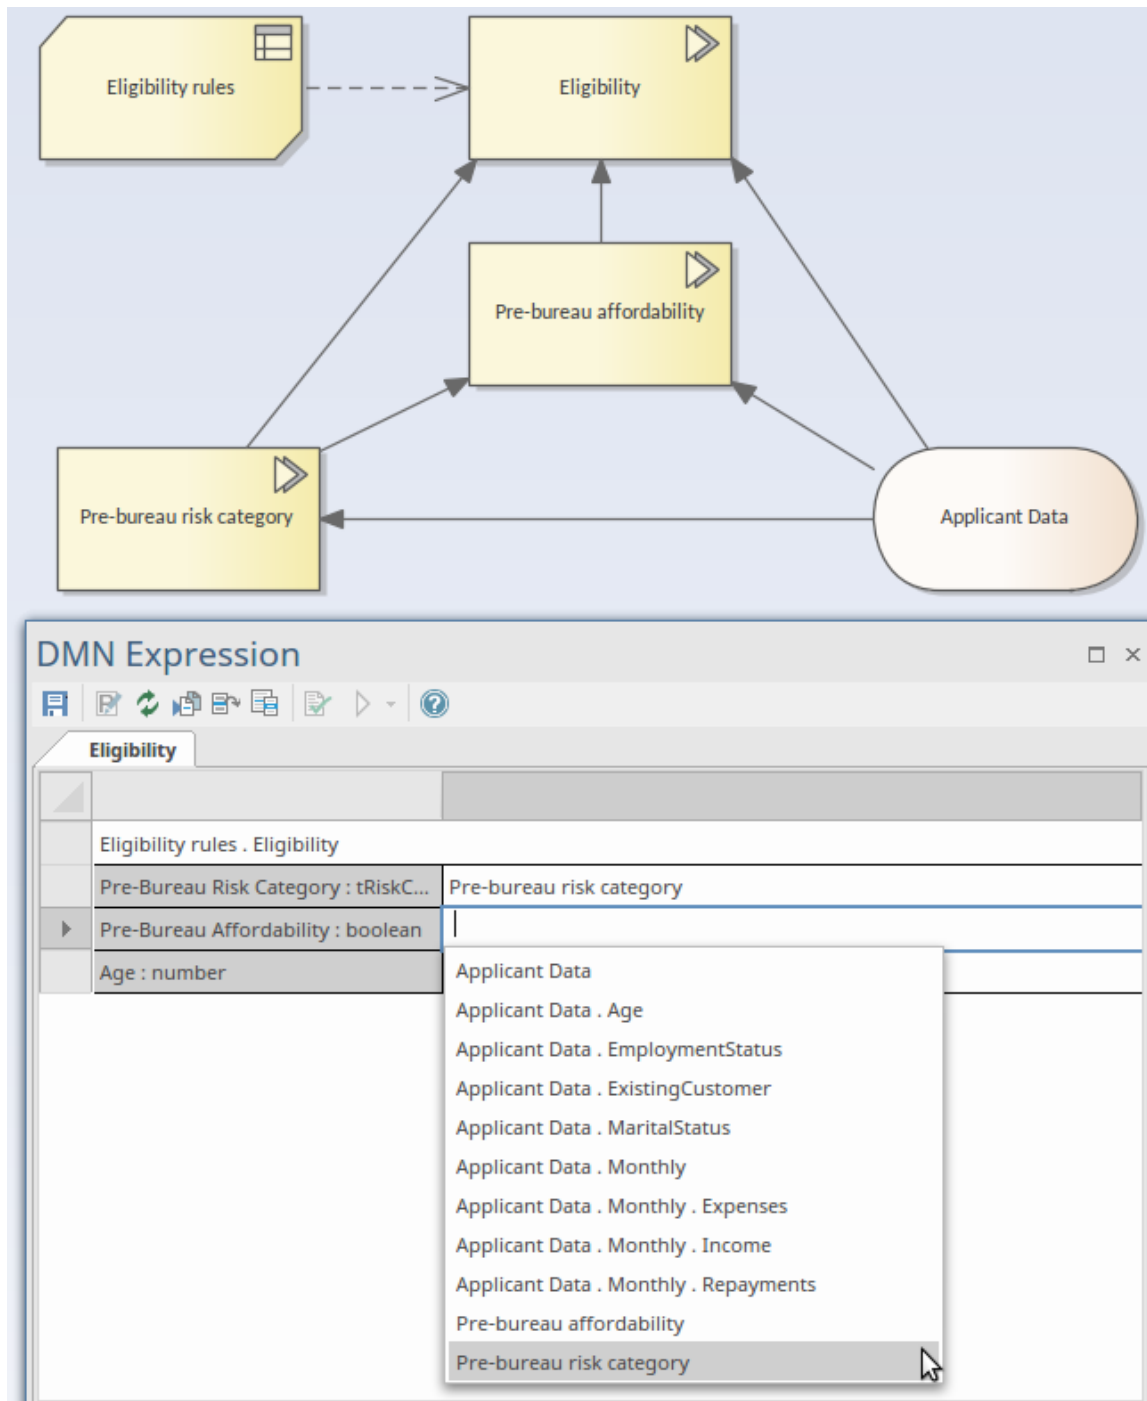 Eligibility rules
Eligibility
Pre-bureau affordability
Pre-bureau risk category
Applicant Data
DMN Expression
Eligibility
Eligibility rules . Eligibility
Pre-Bureau Risk Category : tRiskC...
Pre-bureau risk category
Pre-Bureau Affordability : boolean
Age : number
Applicant Data
Applicant Data . Age
Applicant Data . EmploymentStatus
Applicant Data . ExistingCustomer
Applicant Data . MaritalStatus
Applicant Data . Monthly
Applicant Data . Monthly . Expenses
Applicant Data . Monthly . Income
Applicant Data . Monthly . Repayments
Pre-bureau affordability
Pre-bureau risk category